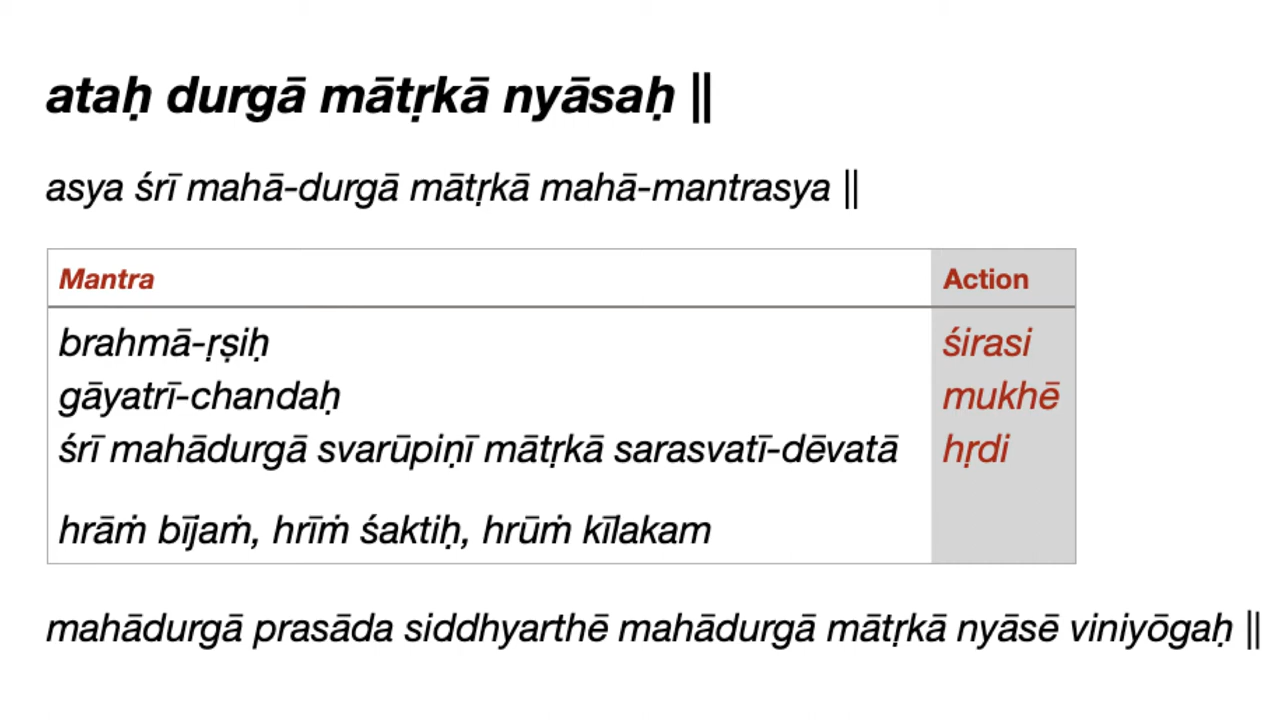 ataḥ durgā mātṛkā nyāsaḥ ||
asya śrī mahā-durgā mātṛkā mahā-mantrasya ||
Mantra Action
brahmā-ṛṣiḥ śirasi
gāyatrī-chandaḥ mukhē
śrī mahādurgā svarūpiṇī mātṛkā sarasvatī-dēvatā hṛdi
hrāṁ bījaṁ, hrīṁ śaktiḥ, hrūṁ kīlakam
mahādurgā prasāda siddhyarthē mahādurgā mātṛkā nyāsē viniyōgaḥ ||